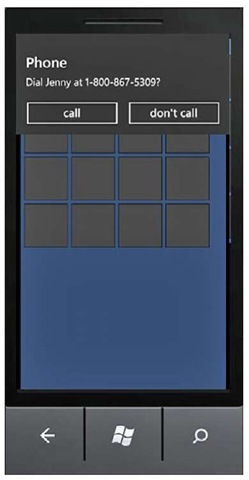 Phone
Dial Jenny at 1-800-867-5309?
call
don't call